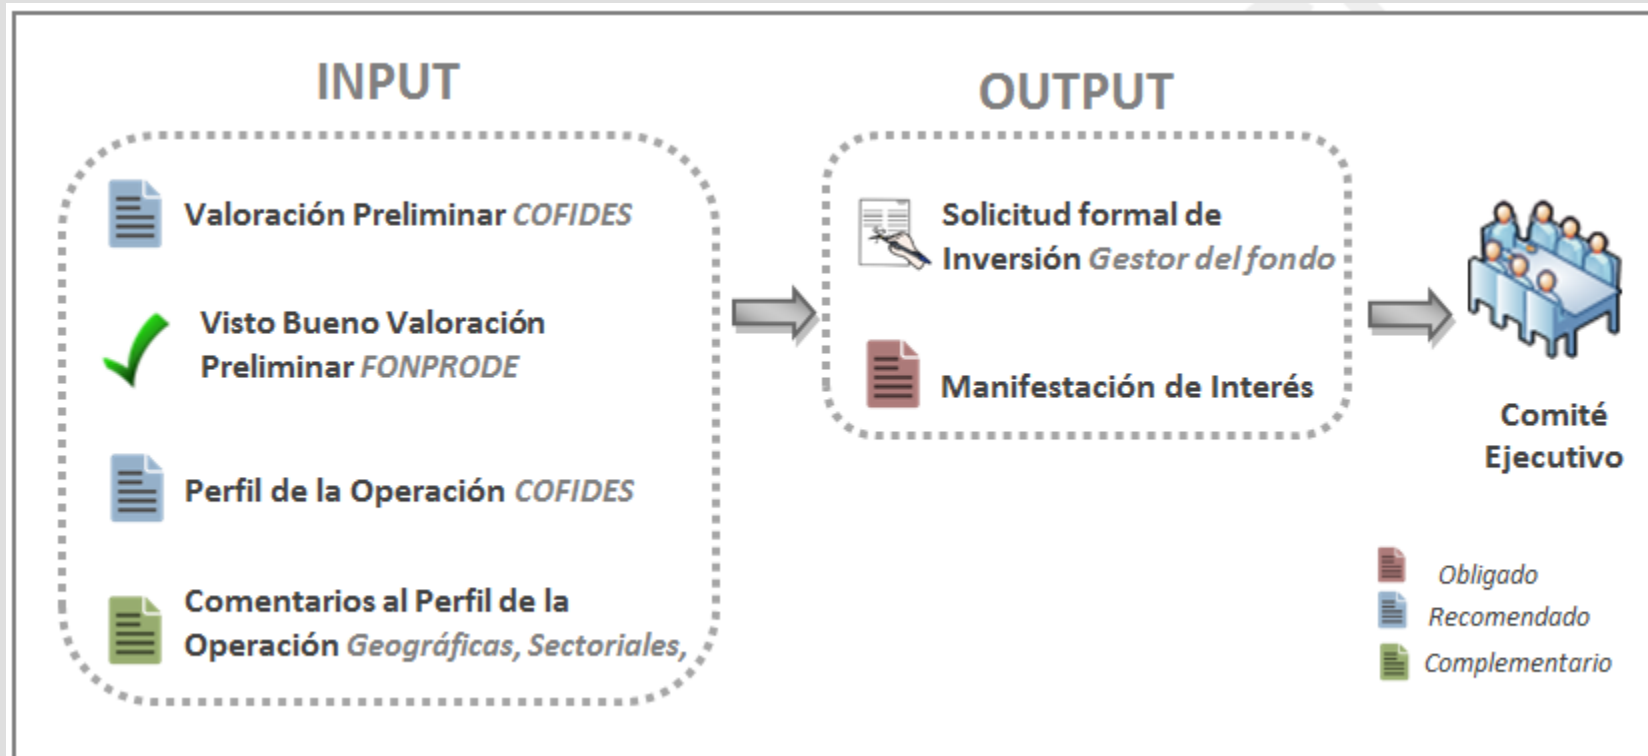 INPUT
Valoración Preliminar COFIDES
Visto Bueno Valoración
Preliminar FONPRODE
Perfil de la Operación COFIDES
Comentarios al Perfil de la
Operación Geográficas, Sectoriales,
OUTPUT
Solicitud formal de
Inversión Gestor del fondo
Manifestación de Interés
Comité
Ejecutivo
Obligado
Recomendado
Complementario